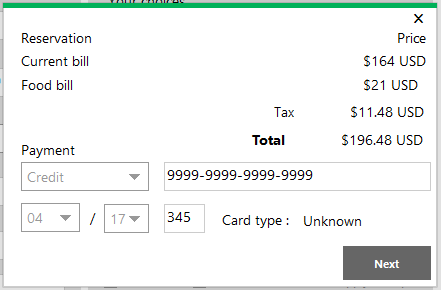 Your choices
Reservation Price
Current bill $164 USD
Food bill $21 USD
Tax $11.48 USD
Total $196.48 USD
Payment
Credit 9999-9999-9999-9999
04 / 17 345 Card type : Unknown
Next